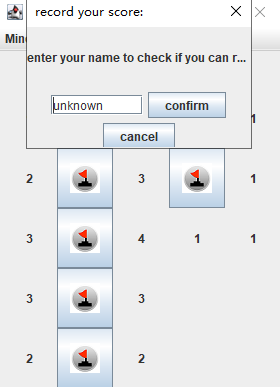 record your score:
Mine
enter your name to check if you can r...
unknown
confirm
cancel
1
2 3 1
3 4 1 1
3 3
2 2